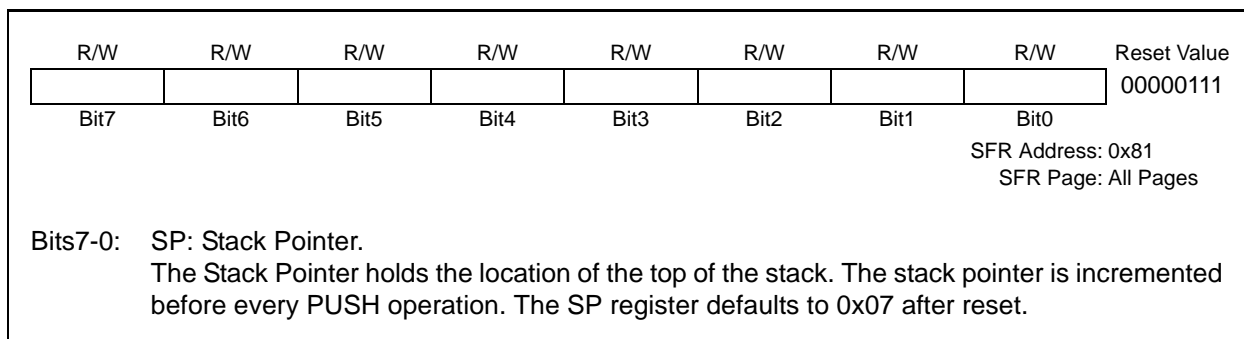 R/W R/W R/W R/W R/W R/W R/W R/W Reset Value
00000111
Bit7 Bit6 Bit5 Bit4 Bit3 Bit2 Bit1 Bit0
SFR Address: 0x81
SFR Page: All Pages
Bits7-0: SP: Stack Pointer.
The Stack Pointer holds the location of the top of the stack. The stack pointer is incremented
before every PUSH operation. The SP register defaults to 0x07 after reset.